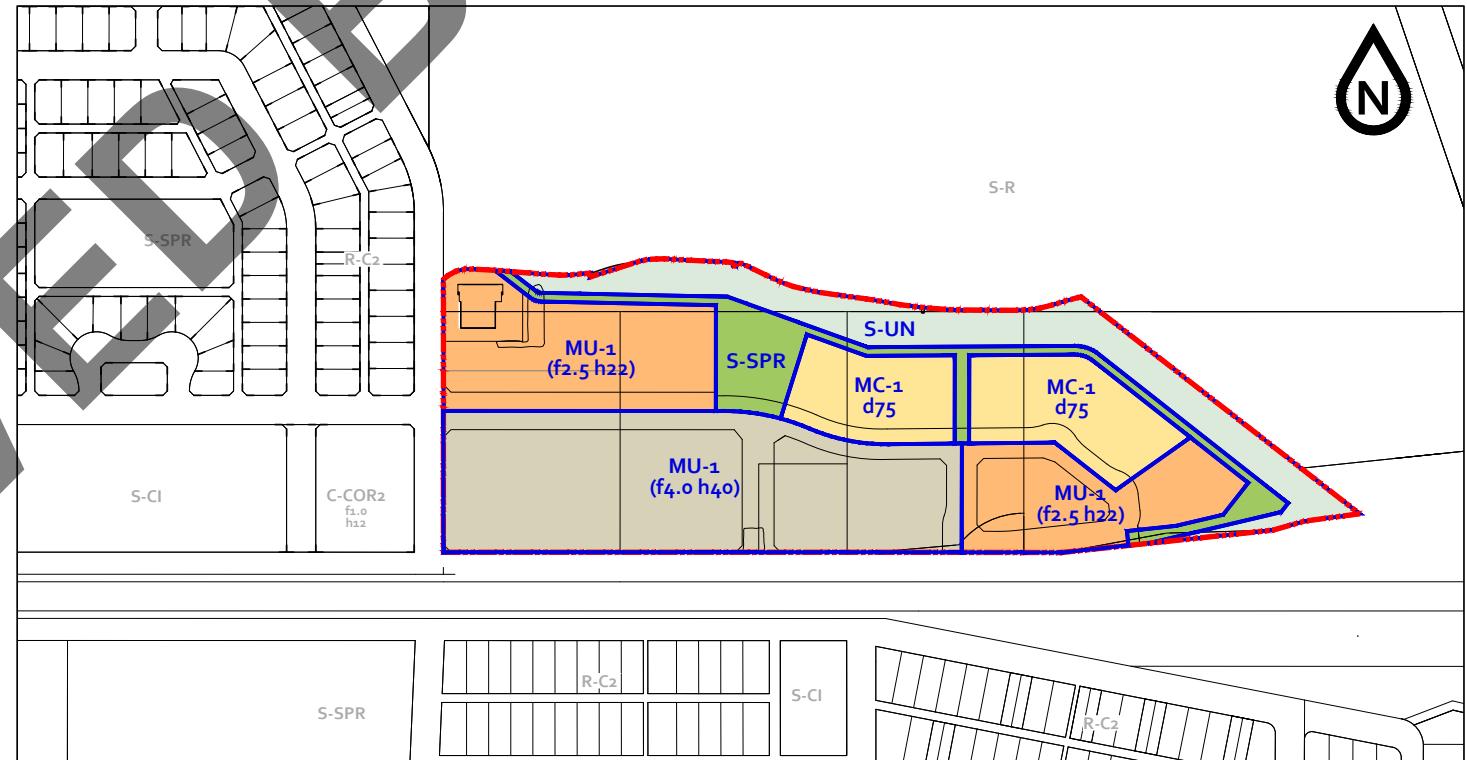 N
S-R
S-SPR
R-C2
S-UN
MU-1
(f2.5 h22)
S-SPR
MC-1
d75
MC-1
d75
MU-1
(f4.0 h40)
MU-1
(f2.5 h22)
S-CI
C-COR2
f1.0
h12
R-C2
S-CI
S-SPR
R-C2